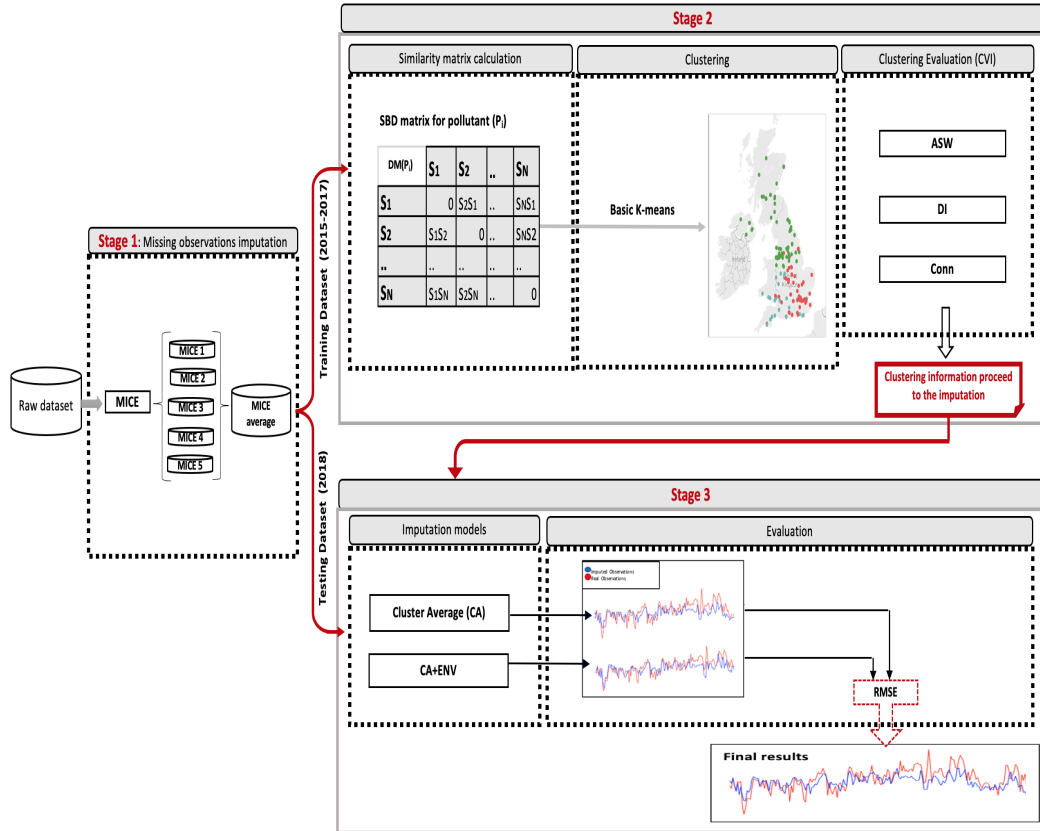 Stage 2
Similarity matrix calculation
Clustering
Clustering Evaluation (CVI)
SBD matrix for pollutant (Pi)
DM(Pi) S1 S2 .. SN
S1 0 S2S1 .. SNS1
S2 S1S2 0 .. SNS2
.. .. .. .. ..
SN S1SN S2SN .. 0
Basic K-means
Ireland
ASW
DI
Conn
Clustering information proceed
to the imputation
Training Dataset (2015-2017)
Stage 1: Missing observations imputation
Raw dataset
MICE
MICE 1
MICE 2
MICE 3
MICE 4
MICE 5
MICE
average
Testing Dataset (2018)
Stage 3
Imputation models
Evaluation
Cluster Average (CA)
CA+ENV
Imputed Observations
Real Observations
RMSE
Final results